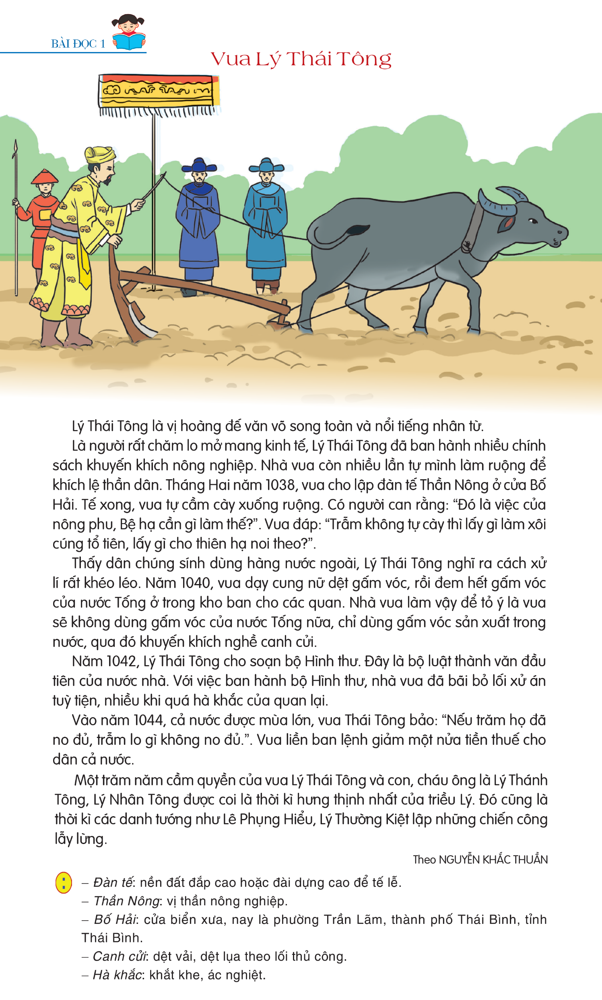 BÀI ĐỌC 1
Vua Lý Thái Tông
Lý Thái Tông là vị hoàng đế văn võ song toàn và nổi tiếng nhân từ.
Là người rất chăm lo mở mang kinh tế, Lý Thái Tông đã ban hành nhiều chính
sách khuyến khích nông nghiệp. Nhà vua còn nhiều lần tự mình làm ruộng để
khích lệ thần dân. Tháng Hai năm 1038, vua cho lập đàn tế Thần Nông ở cửa Bố
Hải. Tế xong, vua tự cầm cày xuống ruộng. Có người can rằng: “Đó là việc của
nông phu, Bệ hạ cần gì làm thế?”. Vua đáp: “Trẫm không tự cày thì lấy gì làm xôi
cúng tổ tiên, lấy gì cho thiên hạ noi theo?”.
Thấy dân chúng sính dùng hàng nước ngoài, Lý Thái Tông nghĩ ra cách xử
lí rất khéo léo. Năm 1040, vua dạy cung nữ dệt gấm vóc, rồi đem hết gấm vóc
của nước Tống ở trong kho ban cho các quan. Nhà vua làm vậy để tỏ ý là vua
sẽ không dùng gấm vóc của nước Tống nữa, chỉ dùng gấm vóc sản xuất trong
nước, qua đó khuyến khích nghề canh cửi.
Năm 1042, Lý Thái Tông cho soạn bộ Hình thư. Đây là bộ luật thành văn đầu
tiên của nước nhà. Với việc ban hành bộ Hình thư, nhà vua đã bãi bỏ lối xử án
tuỳ tiện, nhiều khi quá hà khắc của quan lại.
Vào năm 1044, cả nước được mùa lớn, vua Thái Tông bảo: “Nếu trăm họ đã
no đủ, trẫm lo gì không no đủ.”. Vua liền ban lệnh giảm một nửa tiền thuế cho
dân cả nước.
Một trăm năm cầm quyền của vua Lý Thái Tông và con, cháu ông là Lý Thánh
Tông, Lý Nhân Tông được coi là thời kì hưng thịnh nhất của triều Lý. Đó cũng là
thời kì các danh tướng như Lê Phụng Hiểu, Lý Thường Kiệt lập những chiến công
lẫy lừng.
Theo NGUYỄN KHẮC THUẦN
– Đàn tế: nền đất đắp cao hoặc đài dựng cao để tế lễ.
– Thần Nông: vị thần nông nghiệp.
– Bố Hải: cửa biển xưa, nay là phường Trần Lãm, thành phố Thái Bình, tỉnh
Thái Bình.
– Canh cửi: dệt vải, dệt lụa theo lối thủ công.
– Hà khắc: khắt khe, ác nghiệt.